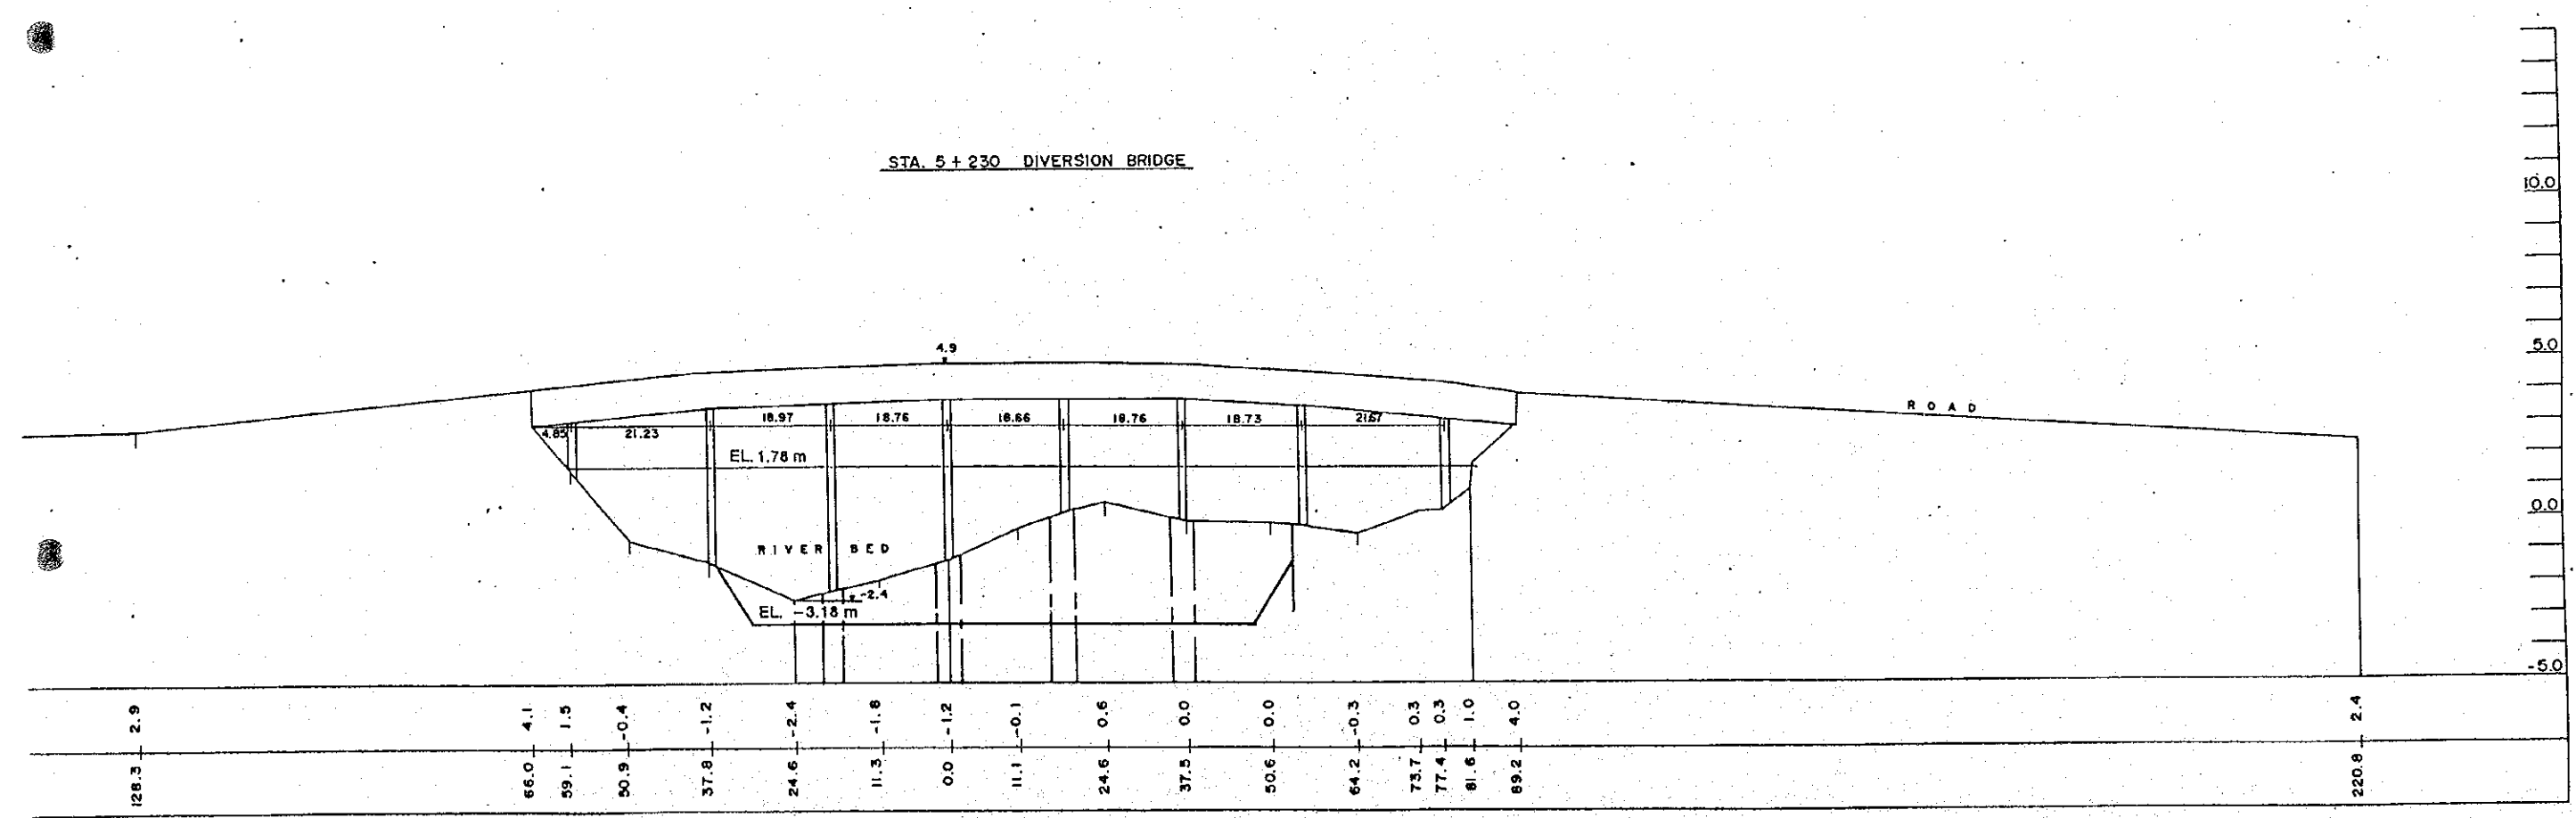 STA. 5 + 230 DIVERSION BRIDGE
10.0
5.0
4.9
ROAD
18.97 18.76 18.66 18.76 18.73 21.67
4.85 21.23
EL. 1.78 m
0.0
RIVER BED
-2.4
EL. -3.18 m
-5.0
2.9 4.1 1.5 -0.4 -1.2 -2.4 -1.8 -1.2 -0.1 0.6 0.0 0.0 -0.3 0.3 0.3 1.0 4.0 2.4
128.3 66.0 59.1 50.9 37.8 24.6 11.3 0.0 11.1 24.6 37.5 50.6 64.2 73.7 77.4 81.6 89.2 220.8